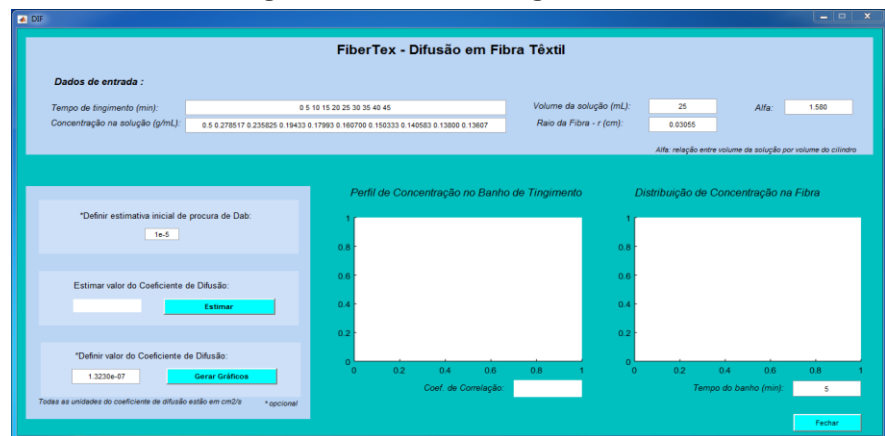 DIF
FiberTex - Difusão em Fibra Têxtil
Dados de entrada :
Tempo de tingimento (min): 0 5 10 15 20 25 30 35 40 45 Volume da solução (mL): 25 Alfa: 1.580
Concentração na solução (g/mL): 0.5 0.278517 0.235825 0.19433 0.17993 0.160700 0.150333 0.140583 0.13800 0.13607 Raio da Fibra - r (cm): 0.03055
Alfa: relação entre volume da solução por volume do cilindro
*Definir estimativa inicial de procura de Dab:
1e-5
Estimar valor do Coeficiente de Difusão:
Estimar
*Definir valor do Coeficiente de Difusão:
1.3230e-07 Gerar Gráficos
Todas as unidades do coeficiente de difusão estão em cm2/s * opcional
Perfil de Concentração no Banho de Tingimento
1
0.8
0.6
0.4
0.2
0
0 0.2 0.4 0.6 0.8 1
Coef. de Correlação:
Distribuição de Concentração na Fibra
1
0.8
0.6
0.4
0.2
0
0 0.2 0.4 0.6 0.8 1
Tempo do banho (min): 5
Fechar